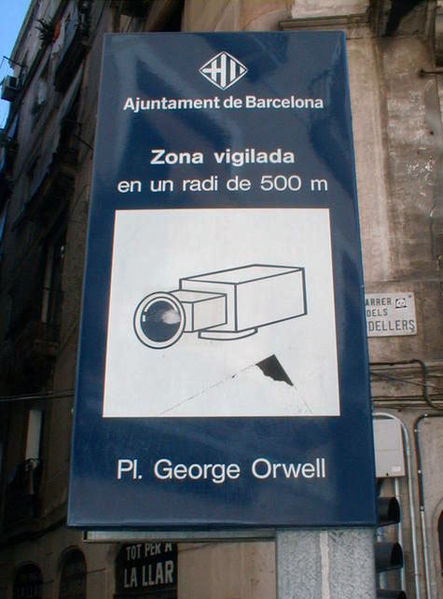 Ajuntament de Barcelona
Zona vigilada
en un radi de 500 m
ARRER
DELS
DELLERS
Pl. George Orwell
TOT PER A
LA LLAR